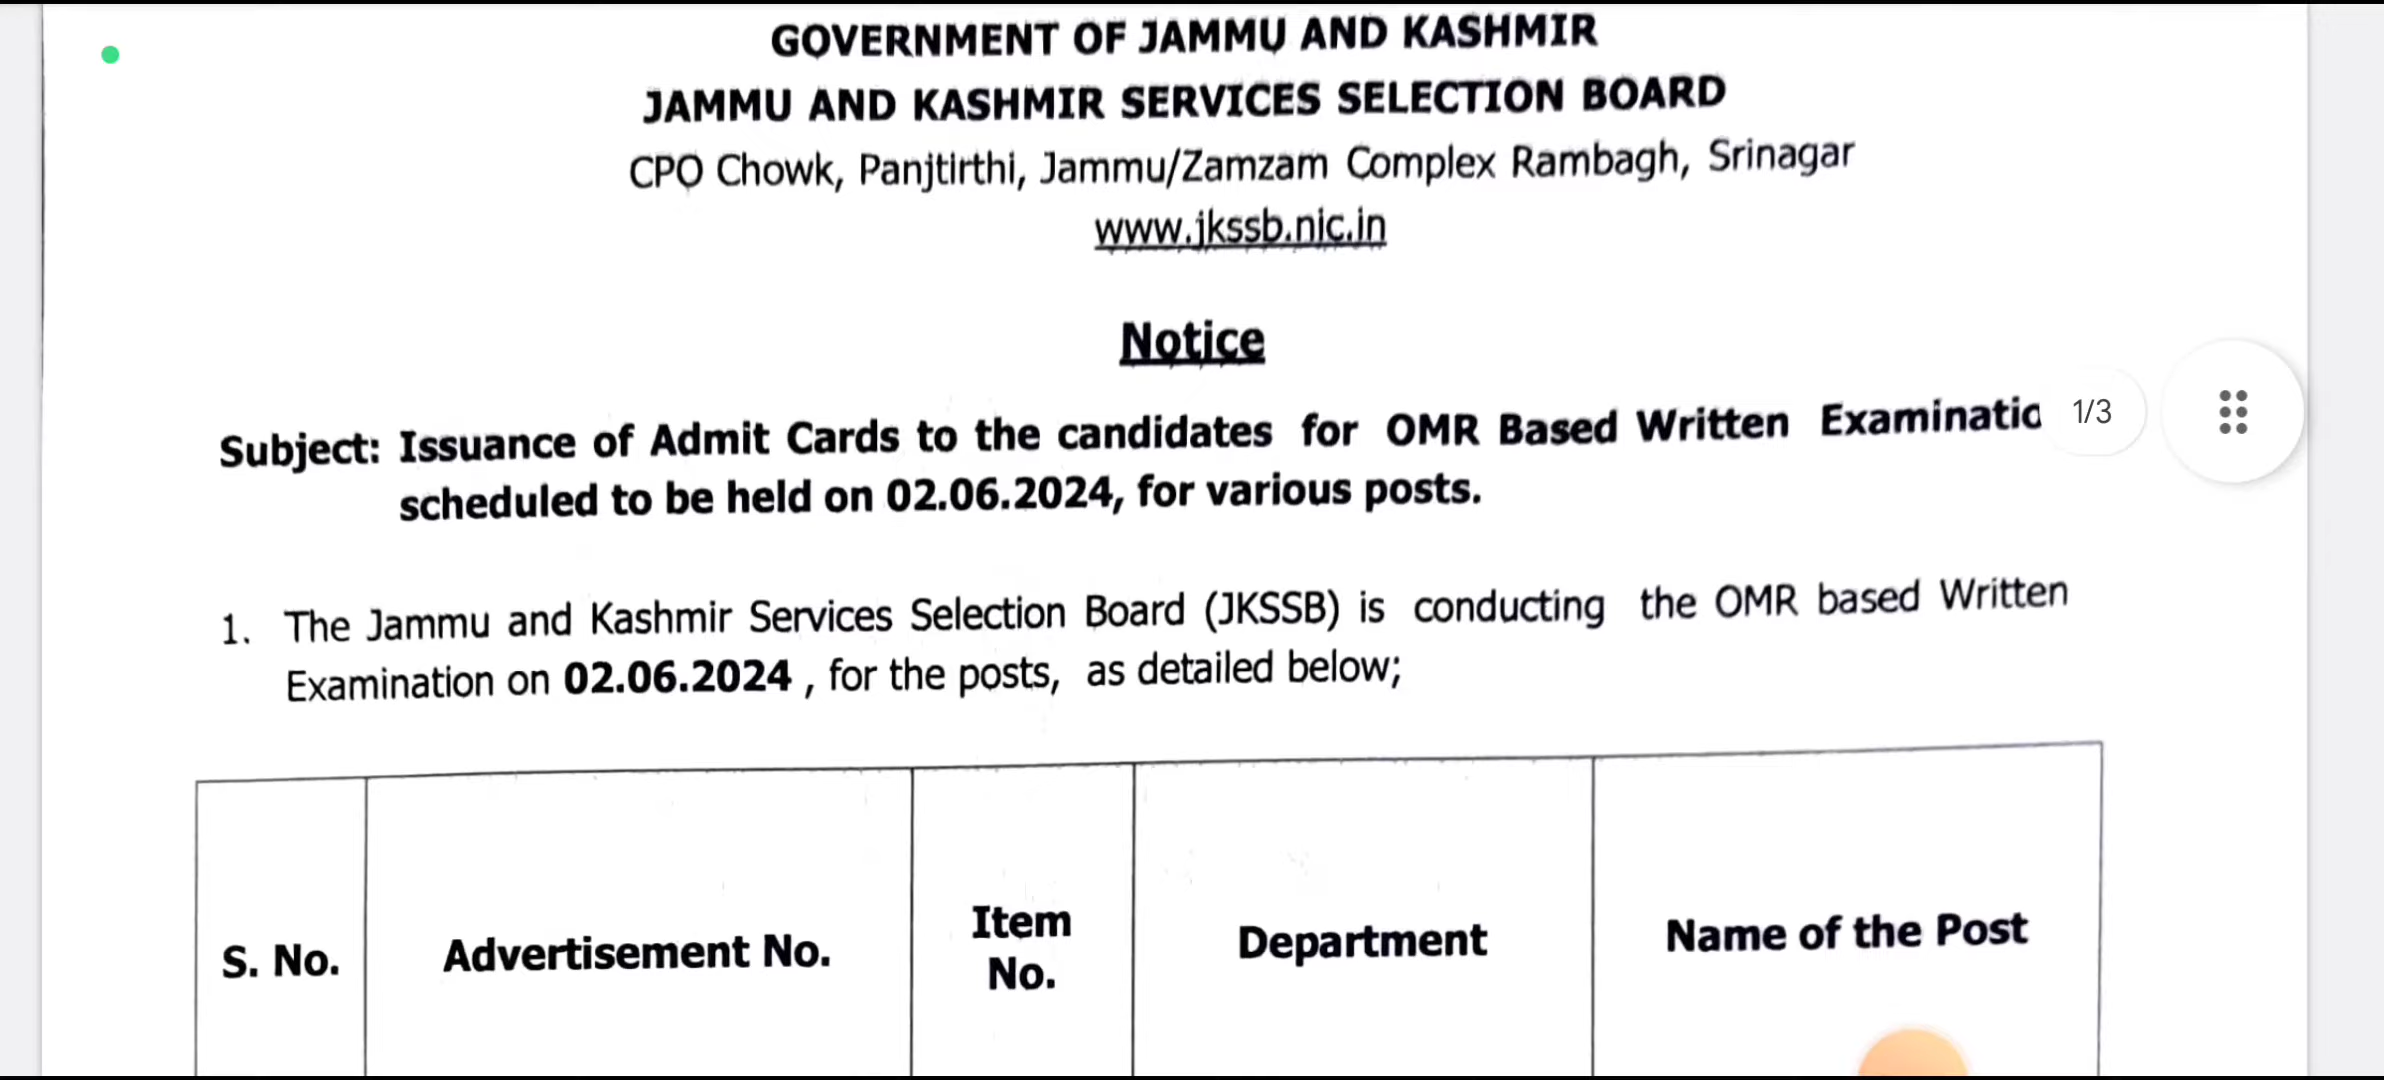 GOVERNMENT OF JAMMU AND KASHMIR
JAMMU AND KASHMIR SERVICES SELECTION BOARD
CPO Chowk, Panjtirthi, Jammu/Zamzam Complex Rambagh, Srinagar
www.jkssb.nic.in
Notice
Subject: Issuance of Admit Cards to the candidates for OMR Based Written Examinatio
1/3
scheduled to be held on 02.06.2024, for various posts.
1. The Jammu and Kashmir Services Selection Board (JKSSB) is conducting the OMR based Written
Examination on 02.06.2024 , for the posts, as detailed below;
S. No.
Advertisement No.
Item
No.
Department
Name of the Post